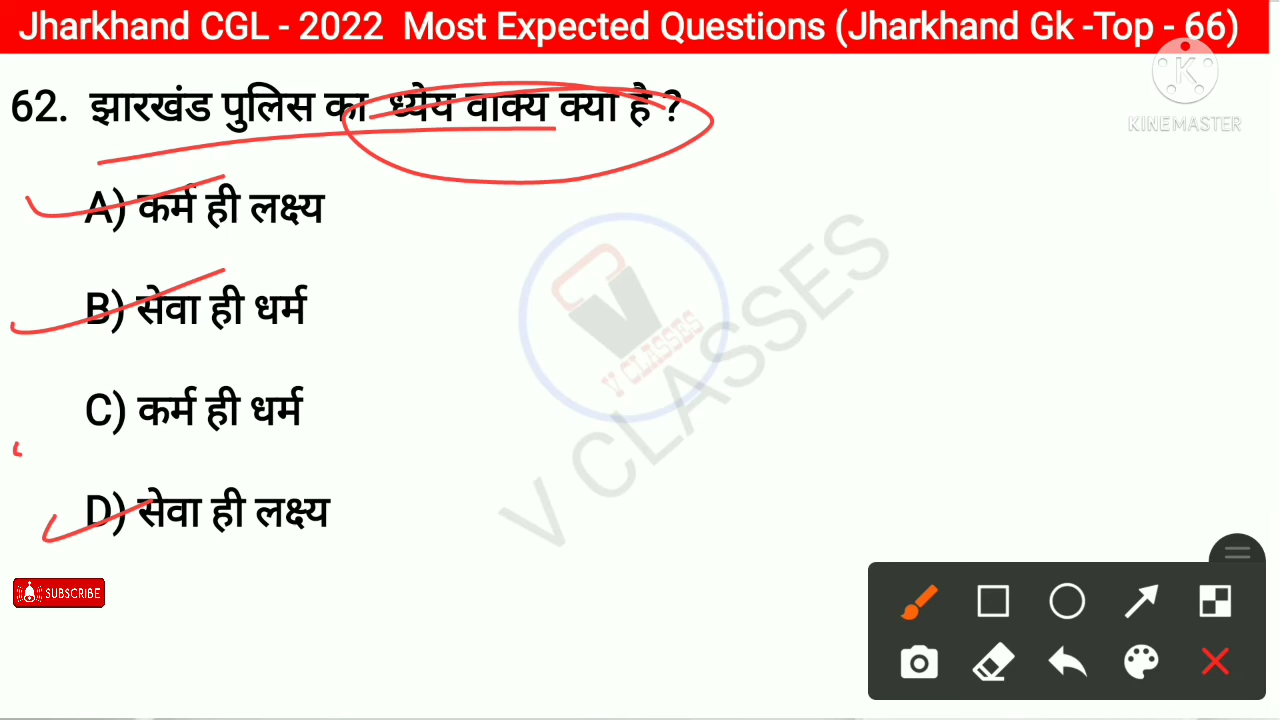 Jharkhand CGL - 2022 Most Expected Questions (Jharkhand Gk -Top - 66)
K
KINEMASTER
62. झारखंड पुलिस का ध्येय वाक्य क्या है ?
A) कर्म ही लक्ष्य
B) सेवा ही धर्म
C) कर्म ही धर्म
D) सेवा ही लक्ष्य
V CLASSES
V CLASSES
SUBSCRIBE